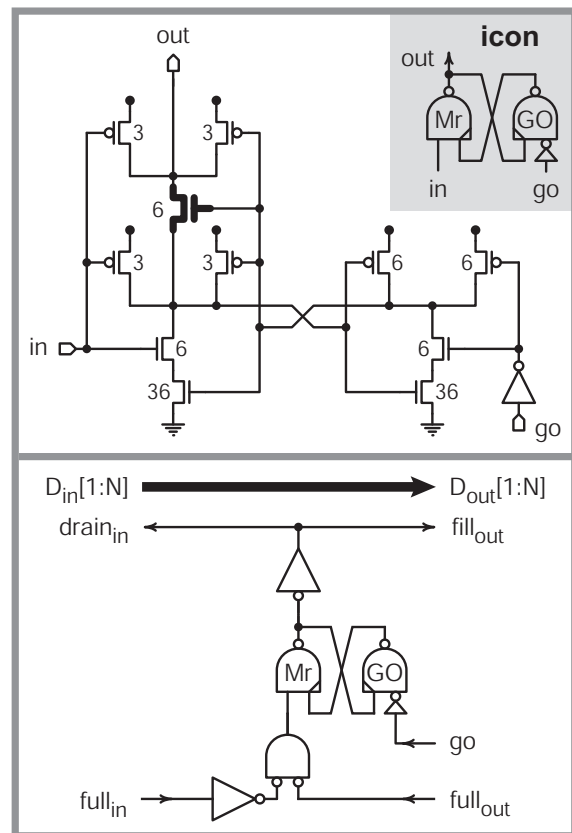 out
icon
out
Mr
GO
in
go
3
3
6
3
3
6
6
in
6
36
6
36
go
D_in[1:N]
D_out[1:N]
drain_in
fill_out
Mr
GO
go
full_in
full_out